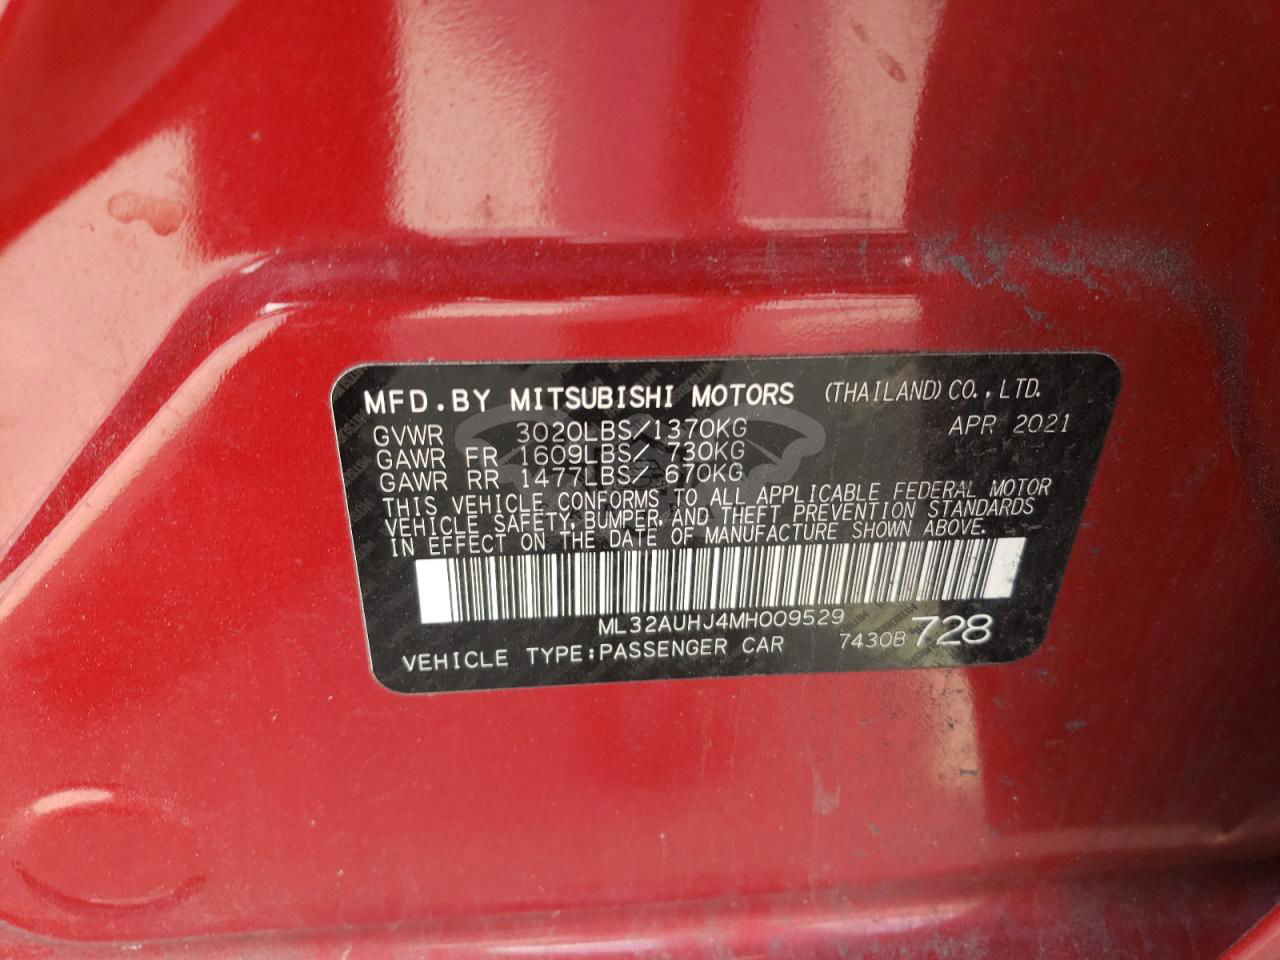 MFD.BY MITSUBISHI MOTORS (THAILAND)CO.,LTD.
GVWR 3020LBS/1370KG APR 2021
GAWR FR 1609LBS/ 730KG
GAWR RR 1477LBS/ 670KG
THIS VEHICLE CONFORMS TO ALL APPLICABLE FEDERAL MOTOR
VEHICLE SAFETY, BUMPER, AND THEFT PREVENTION STANDARDS
IN EFFECT ON THE DATE OF MANUFACTURE SHOWN ABOVE.
ML32AUHJ4MH009529
VEHICLE TYPE:PASSENGER CAR 7430B 728